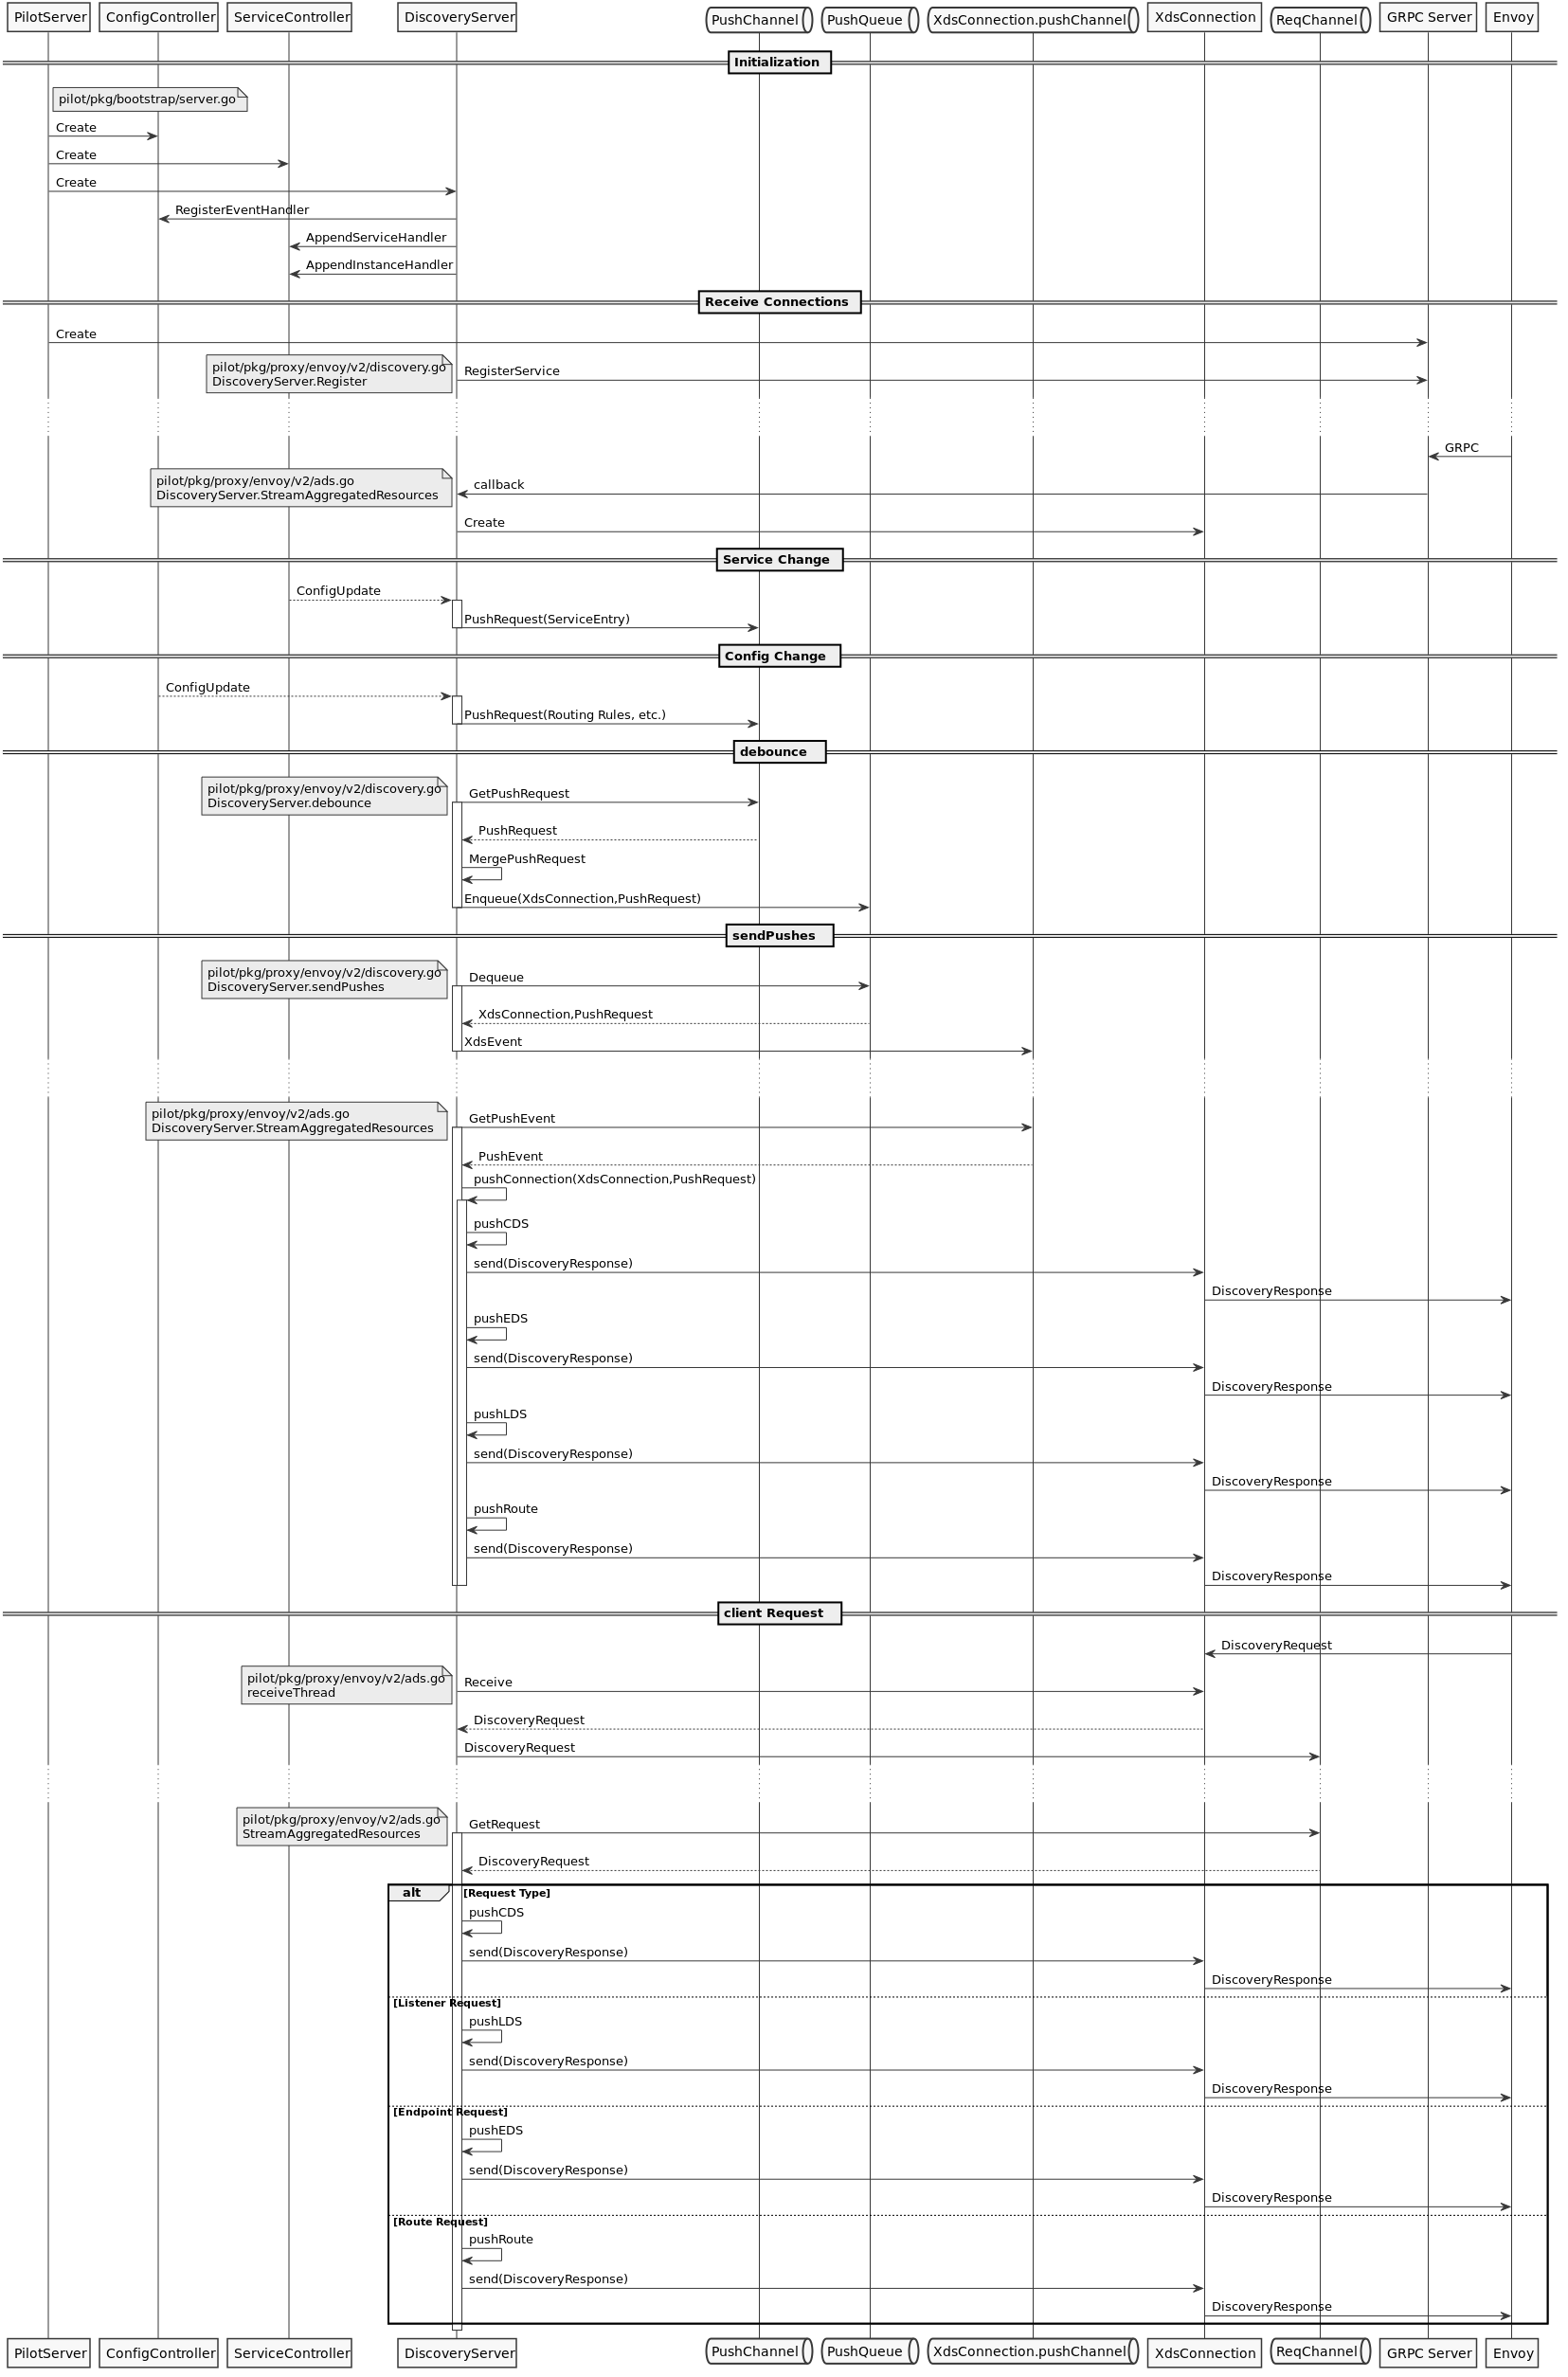 PilotServer
ConfigController
ServiceController
DiscoveryServer
PushChannel
PushQueue
XdsConnection.pushChannel
XdsConnection
ReqChannel
GRPC Server
Envoy
Initialization
pilot/pkg/bootstrap/server.go
Create
Create
Create
RegisterEventHandler
AppendServiceHandler
AppendInstanceHandler
Receive Connections
Create
pilot/pkg/proxy/envoy/v2/discovery.go
DiscoveryServer.Register
RegisterService
GRPC
pilot/pkg/proxy/envoy/v2/ads.go
DiscoveryServer.StreamAggregatedResources
callback
Create
Service Change
ConfigUpdate
PushRequest(ServiceEntry)
Config Change
ConfigUpdate
PushRequest(Routing Rules, etc.)
debounce
pilot/pkg/proxy/envoy/v2/discovery.go
DiscoveryServer.debounce
GetPushRequest
PushRequest
MergePushRequest
Enqueue(XdsConnection,PushRequest)
sendPushes
pilot/pkg/proxy/envoy/v2/discovery.go
DiscoveryServer.sendPushes
Dequeue
XdsConnection,PushRequest
XdsEvent
pilot/pkg/proxy/envoy/v2/ads.go
DiscoveryServer.StreamAggregatedResources
GetPushEvent
PushEvent
pushConnection(XdsConnection,PushRequest)
pushCDS
send(DiscoveryResponse)
DiscoveryResponse
pushEDS
send(DiscoveryResponse)
DiscoveryResponse
pushLDS
send(DiscoveryResponse)
DiscoveryResponse
pushRoute
send(DiscoveryResponse)
DiscoveryResponse
client Request
DiscoveryRequest
pilot/pkg/proxy/envoy/v2/ads.go
receiveThread
Receive
DiscoveryRequest
DiscoveryRequest
pilot/pkg/proxy/envoy/v2/ads.go
StreamAggregatedResources
GetRequest
DiscoveryRequest
alt [Request Type]
pushCDS
send(DiscoveryResponse)
DiscoveryResponse
[Listener Request]
pushLDS
send(DiscoveryResponse)
DiscoveryResponse
[Endpoint Request]
pushEDS
send(DiscoveryResponse)
DiscoveryResponse
[Route Request]
pushRoute
send(DiscoveryResponse)
DiscoveryResponse
PilotServer
ConfigController
ServiceController
DiscoveryServer
PushChannel
PushQueue
XdsConnection.pushChannel
XdsConnection
ReqChannel
GRPC Server
Envoy